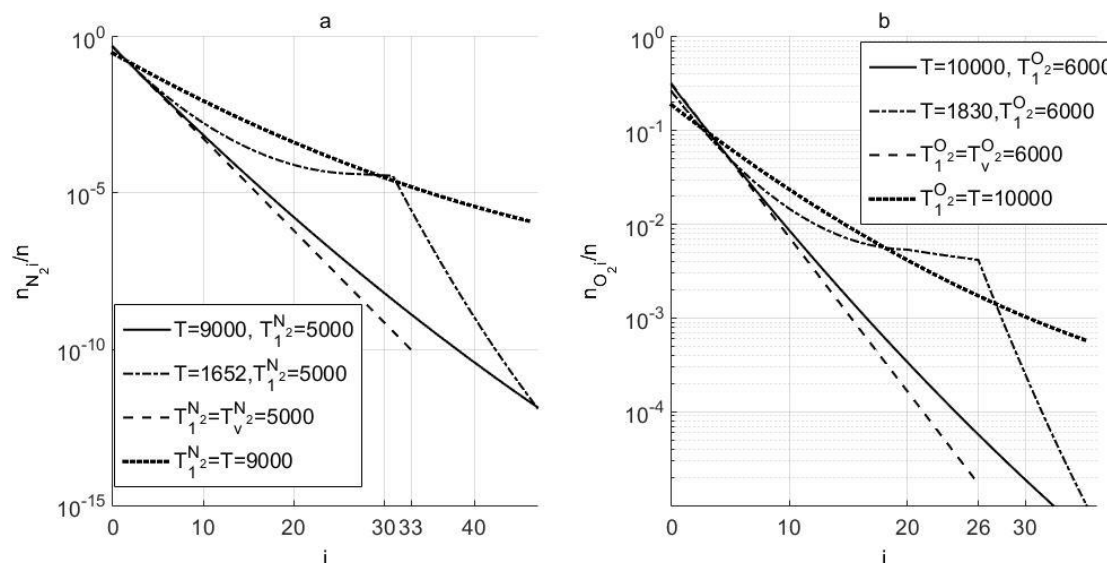 a
10^0
10^-5
10^-10
10^-15
n_{N_2 i}/n
T=9000, T_1^{N_2}=5000
T=1652,T_1^{N_2}=5000
T_1^{N_2}=T_v^{N_2}=5000
T_1^{N_2}=T=9000
0 10 20 30 33 40
i
b
10^0
10^-1
10^-2
10^-3
10^-4
n_{O_2 i}/n
T=10000, T_1^{O_2}=6000
T=1830,T_1^{O_2}=6000
T_1^{O_2}=T_v^{O_2}=6000
T_1^{O_2}=T=10000
0 10 20 26 30
i